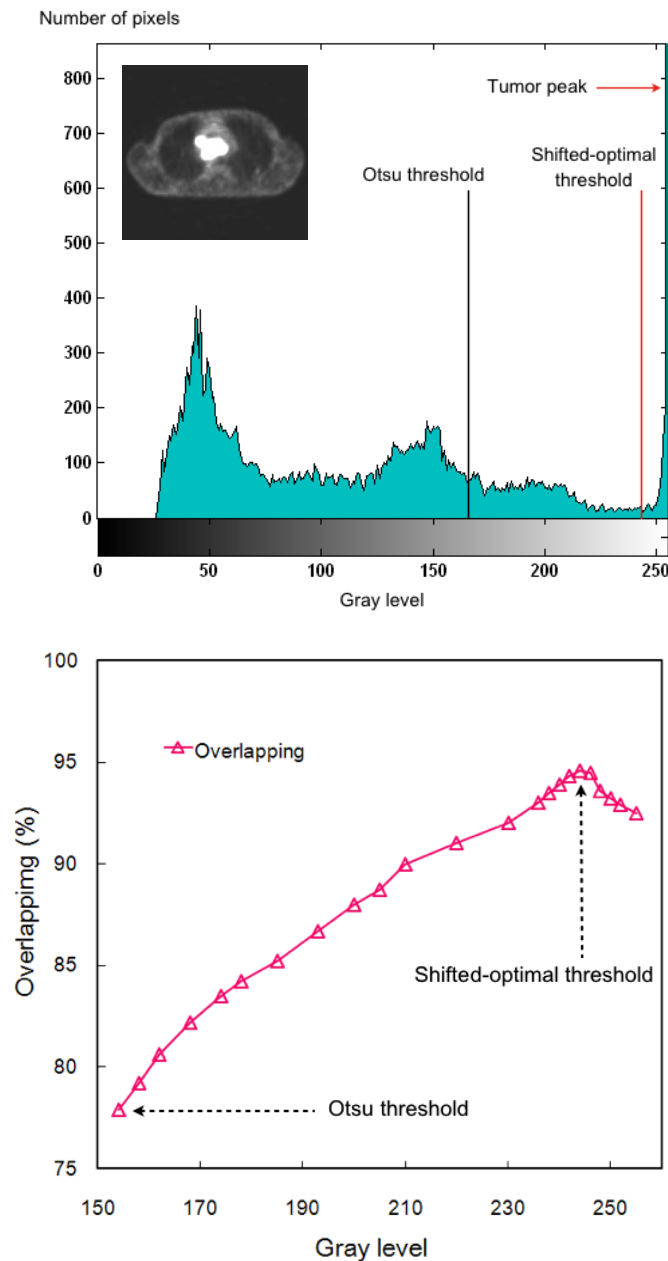 Number of pixels
800
Tumor peak
700
Otsu threshold
Shifted-optimal
threshold
600
500
400
300
200
100
0
0 50 100 150 200 250
Gray level
100
Overlapping
95
90
85
80
75
Overlapping (%)
Shifted-optimal threshold
Otsu threshold
150 170 190 210 230 250
Gray level